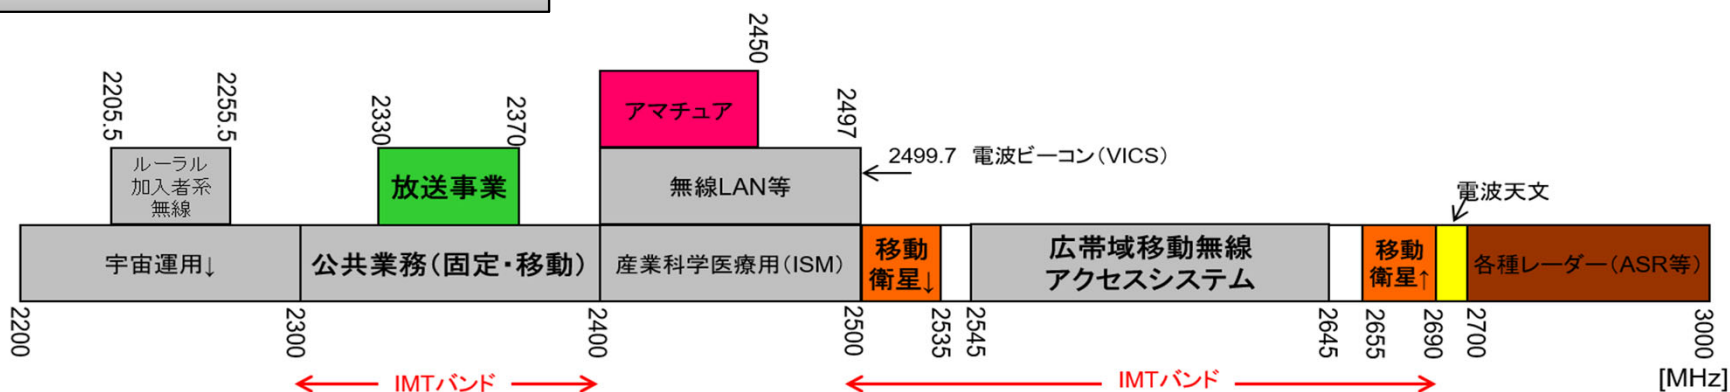 2450
2205.5
2255.5
2330
2370
アマチュア
2497
ルーラル
加入者系
無線
放送事業
無線LAN等
2499.7 電波ビーコン(VICS)
電波天文
宇宙運用↓
公共業務(固定・移動)
産業科学医療用(ISM)
移動
衛星↓
広帯域移動無線
アクセスシステム
移動
衛星↑
各種レーダー(ASR等)
2200
2300
2400
2500
2535
2545
2645
2655
2690
2700
3000
IMTバンド
IMTバンド
[MHz]